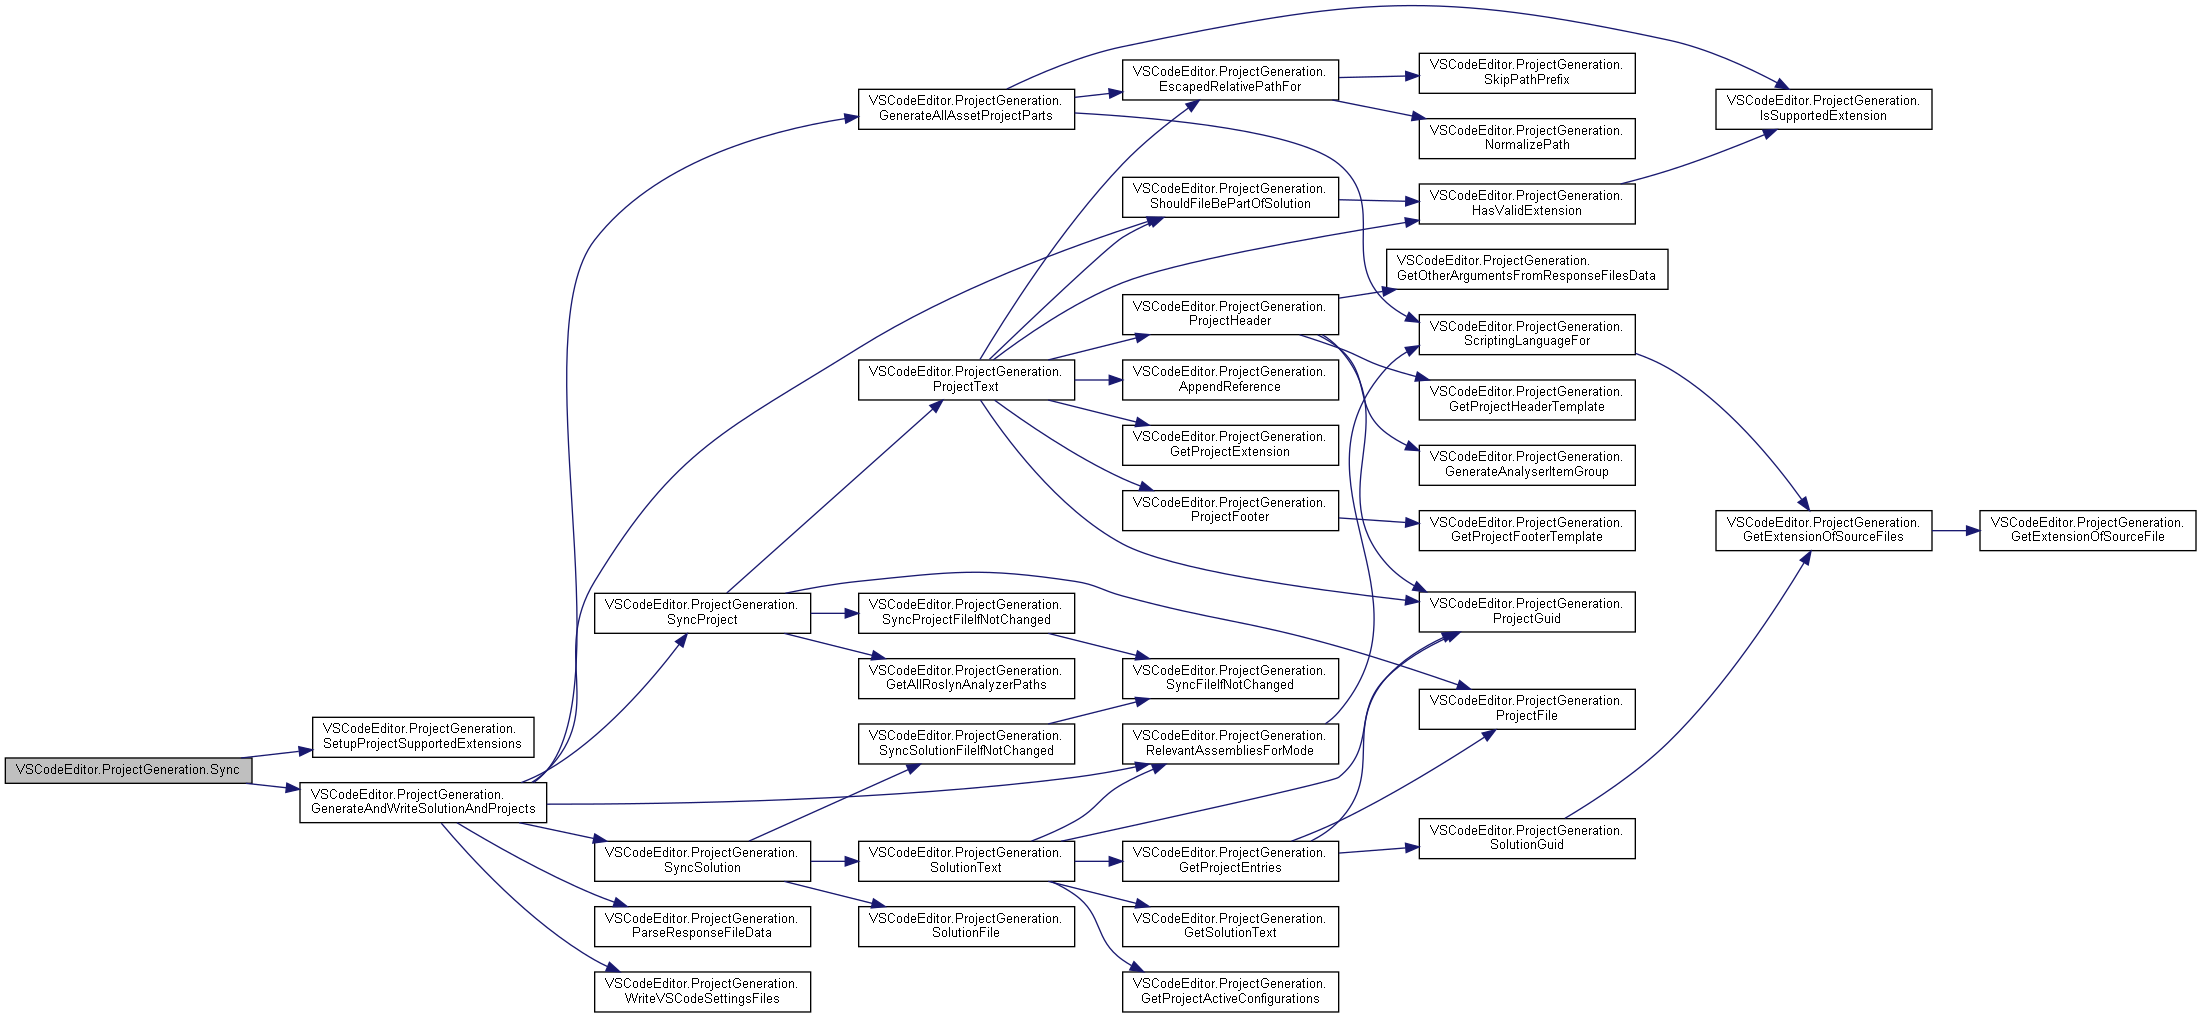 VSCodeEditor.ProjectGeneration.Sync
VSCodeEditor.ProjectGeneration.
SetupProjectSupportedExtensions
VSCodeEditor.ProjectGeneration.
GenerateAndWriteSolutionAndProjects
VSCodeEditor.ProjectGeneration.
SyncProject
VSCodeEditor.ProjectGeneration.
SyncSolution
VSCodeEditor.ProjectGeneration.
ParseResponseFileData
VSCodeEditor.ProjectGeneration.
WriteVSCodeSettingsFiles
VSCodeEditor.ProjectGeneration.
GenerateAllAssetProjectParts
VSCodeEditor.ProjectGeneration.
ProjectText
VSCodeEditor.ProjectGeneration.
SyncProjectFileIfNotChanged
VSCodeEditor.ProjectGeneration.
GetAllRoslynAnalyzerPaths
VSCodeEditor.ProjectGeneration.
SyncSolutionFileIfNotChanged
VSCodeEditor.ProjectGeneration.
SolutionText
VSCodeEditor.ProjectGeneration.
SolutionFile
VSCodeEditor.ProjectGeneration.
EscapedRelativePathFor
VSCodeEditor.ProjectGeneration.
ShouldFileBePartOfSolution
VSCodeEditor.ProjectGeneration.
ProjectHeader
VSCodeEditor.ProjectGeneration.
AppendReference
VSCodeEditor.ProjectGeneration.
GetProjectExtension
VSCodeEditor.ProjectGeneration.
ProjectFooter
VSCodeEditor.ProjectGeneration.
SyncFileIfNotChanged
VSCodeEditor.ProjectGeneration.
RelevantAssembliesForMode
VSCodeEditor.ProjectGeneration.
GetProjectEntries
VSCodeEditor.ProjectGeneration.
GetSolutionText
VSCodeEditor.ProjectGeneration.
GetProjectActiveConfigurations
VSCodeEditor.ProjectGeneration.
SkipPathPrefix
VSCodeEditor.ProjectGeneration.
NormalizePath
VSCodeEditor.ProjectGeneration.
HasValidExtension
VSCodeEditor.ProjectGeneration.
GetOtherArgumentsFromResponseFilesData
VSCodeEditor.ProjectGeneration.
ScriptingLanguageFor
VSCodeEditor.ProjectGeneration.
GetProjectHeaderTemplate
VSCodeEditor.ProjectGeneration.
GenerateAnalyserItemGroup
VSCodeEditor.ProjectGeneration.
GetProjectFooterTemplate
VSCodeEditor.ProjectGeneration.
ProjectGuid
VSCodeEditor.ProjectGeneration.
ProjectFile
VSCodeEditor.ProjectGeneration.
SolutionGuid
VSCodeEditor.ProjectGeneration.
IsSupportedExtension
VSCodeEditor.ProjectGeneration.
GetExtensionOfSourceFiles
VSCodeEditor.ProjectGeneration.
GetExtensionOfSourceFile